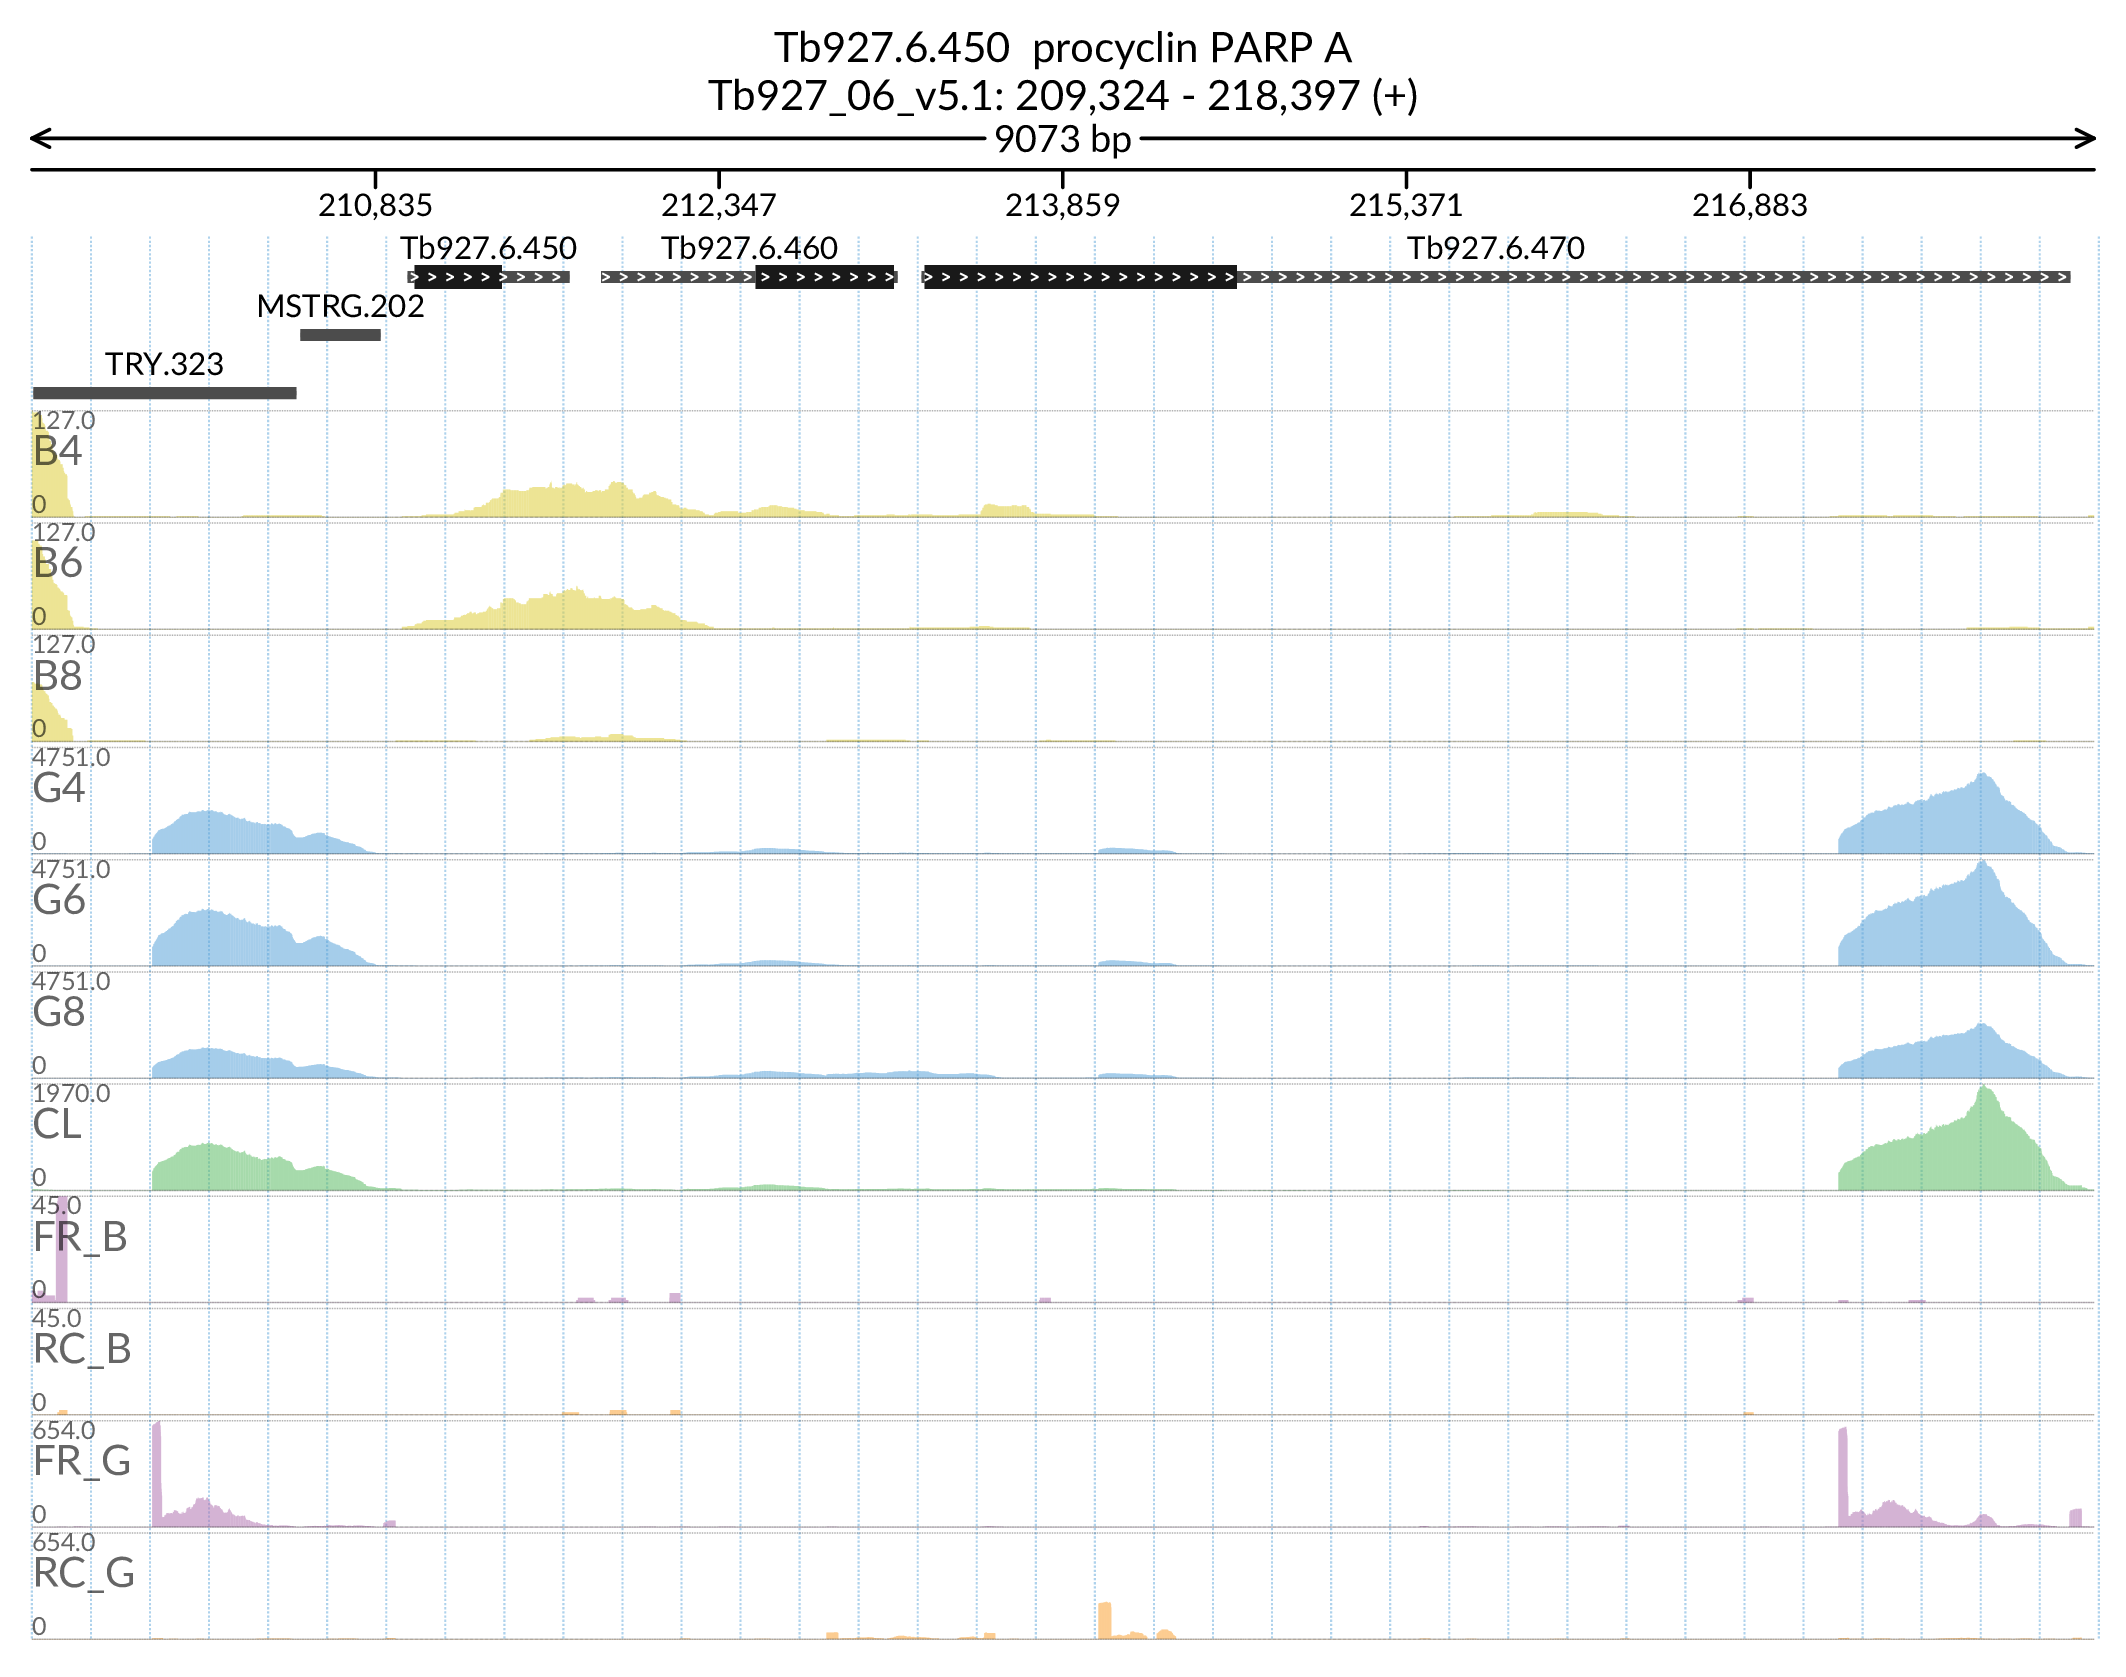 Tb927.6.450  procyclin PARP A
Tb927_06_v5.1: 209,324 - 218,397 (+)
9073 bp
210,835 212,347 213,859 215,371 216,883
Tb927.6.450 Tb927.6.460 Tb927.6.470
MSTRG.202
TRY.323
127.0
B4
0
127.0
B6
0
127.0
B8
0
4751.0
G4
0
4751.0
G6
0
4751.0
G8
0
1970.0
CL
0
45.0
FR_B
0
45.0
RC_B
0
654.0
FR_G
0
654.0
RC_G
0